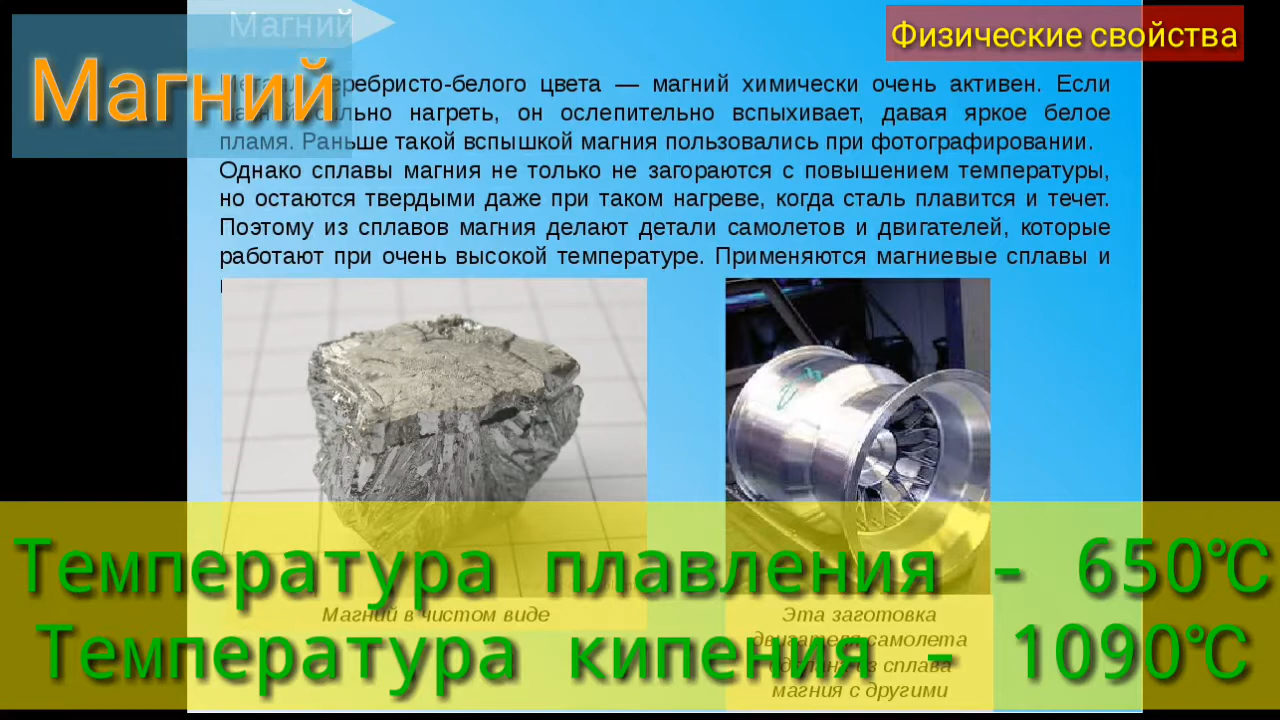 Магний
Физические свойства
Магний
серебристо-белого цвета — магний химически очень активен. Если
сильно нагреть, он ослепительно вспыхивает, давая яркое белое
пламя. Раньше такой вспышкой магния пользовались при фотографировании.
Однако сплавы магния не только не загораются с повышением температуры,
но остаются твердыми даже при таком нагреве, когда сталь плавится и течет.
Поэтому из сплавов магния делают детали самолетов и двигателей, которые
работают при очень высокой температуре. Применяются магниевые сплавы и
Температура плавления - 650℃
Магний в чистом виде
Эта заготовка
двигателя самолета
Температура кипения - 1090℃
сплава
магния с другими